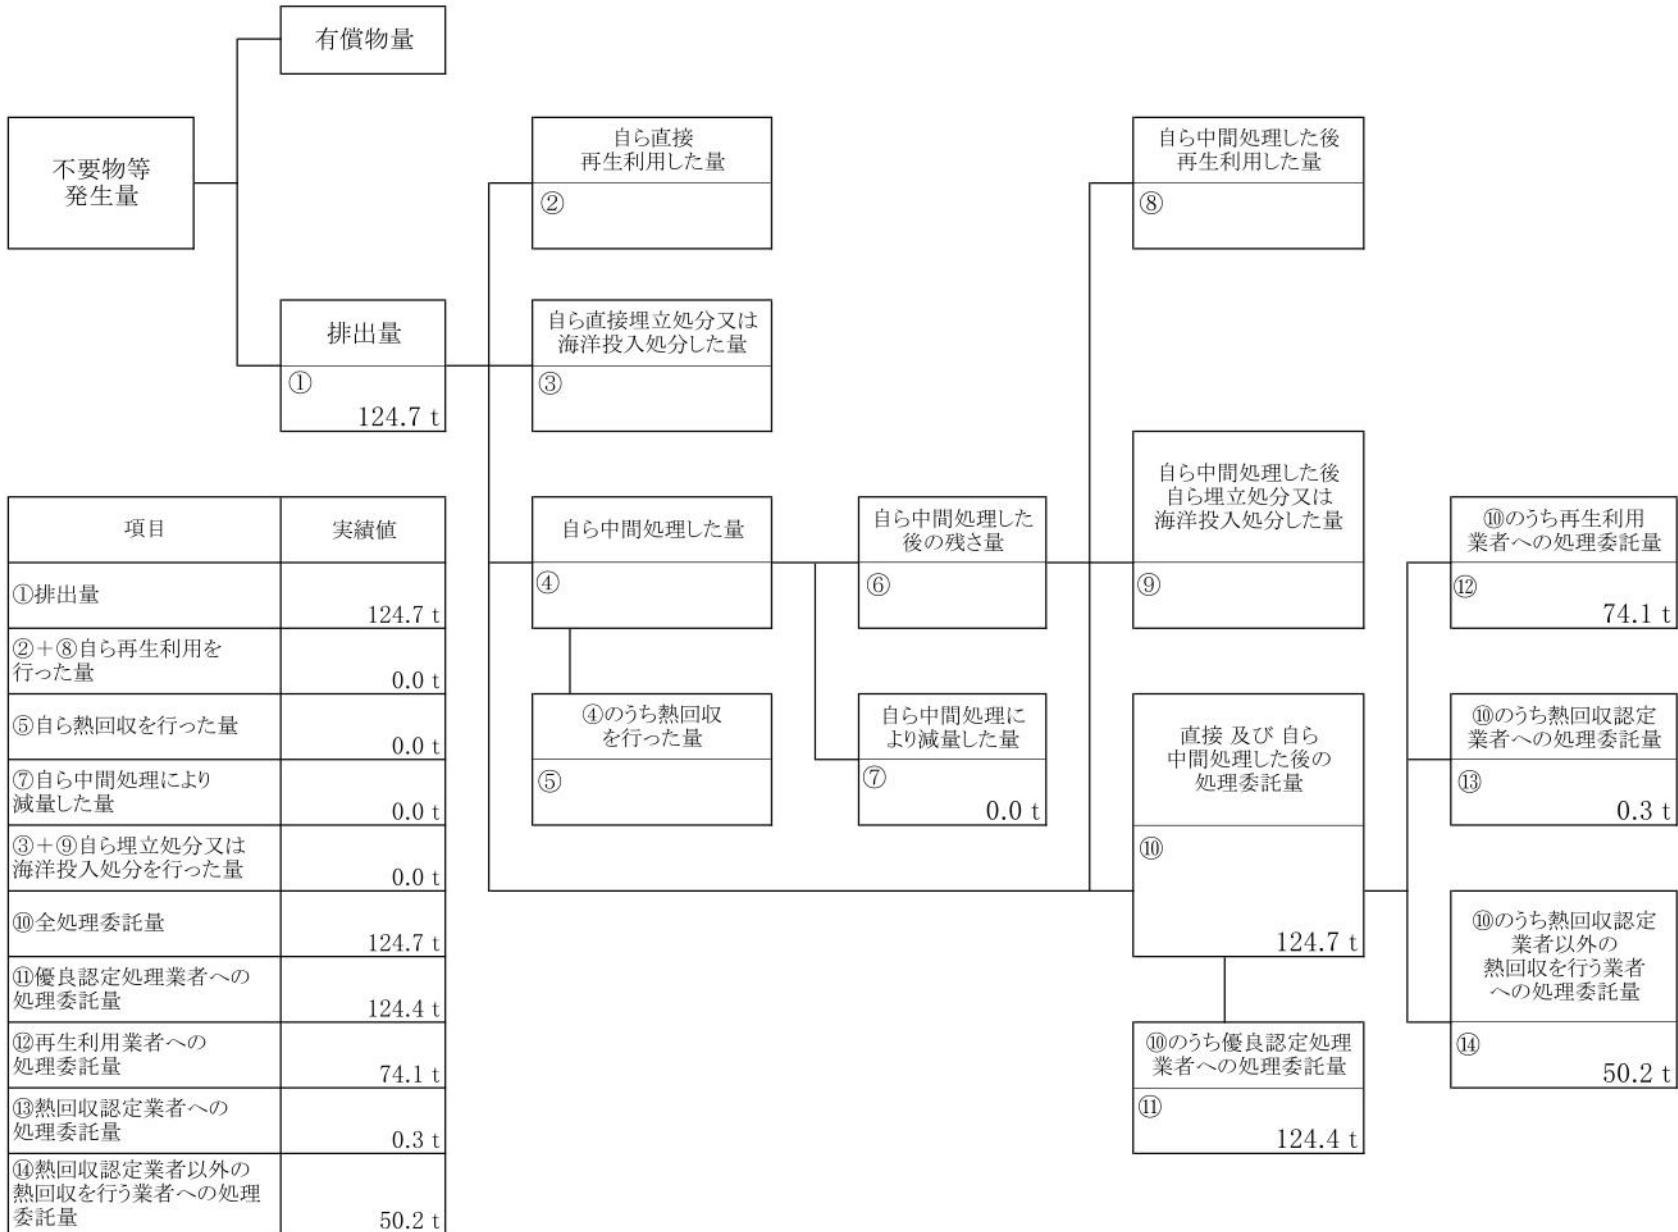 有償物量
不要物等
発生量
自ら直接
再生利用した量
②
自ら中間処理した後
再生利用した量
⑧
排出量
①
124.7 t
自ら直接埋立処分又は
海洋投入処分した量
③
自ら中間処理した量
④
自ら中間処理した
後の残さ量
⑥
自ら中間処理した後
自ら埋立処分又は
海洋投入処分した量
⑨
⑩のうち再生利用
業者への処理委託量
⑫
74.1 t
④のうち熱回収
を行った量
⑤
自ら中間処理に
より減量した量
⑦
0.0 t
直接 及び 自ら
中間処理した後の
処理委託量
⑩
124.7 t
⑩のうち熱回収認定
業者への処理委託量
⑬
0.3 t
⑩のうち熱回収認定
業者以外の
熱回収を行う業者
への処理委託量
⑭
50.2 t
⑩のうち優良認定処理
業者への処理委託量
⑪
124.4 t
項目 実績値
①排出量
124.7 t
②＋⑧自ら再生利用を
行った量
0.0 t
⑤自ら熱回収を行った量
0.0 t
⑦自ら中間処理により
減量した量
0.0 t
③＋⑨自ら埋立処分又は
海洋投入処分を行った量
0.0 t
⑩全処理委託量
124.7 t
⑪優良認定処理業者への
処理委託量
124.4 t
⑫再生利用業者への
処理委託量
74.1 t
⑬熱回収認定業者への
処理委託量
0.3 t
⑭熱回収認定業者以外の
熱回収を行う業者への処理
委託量
50.2 t